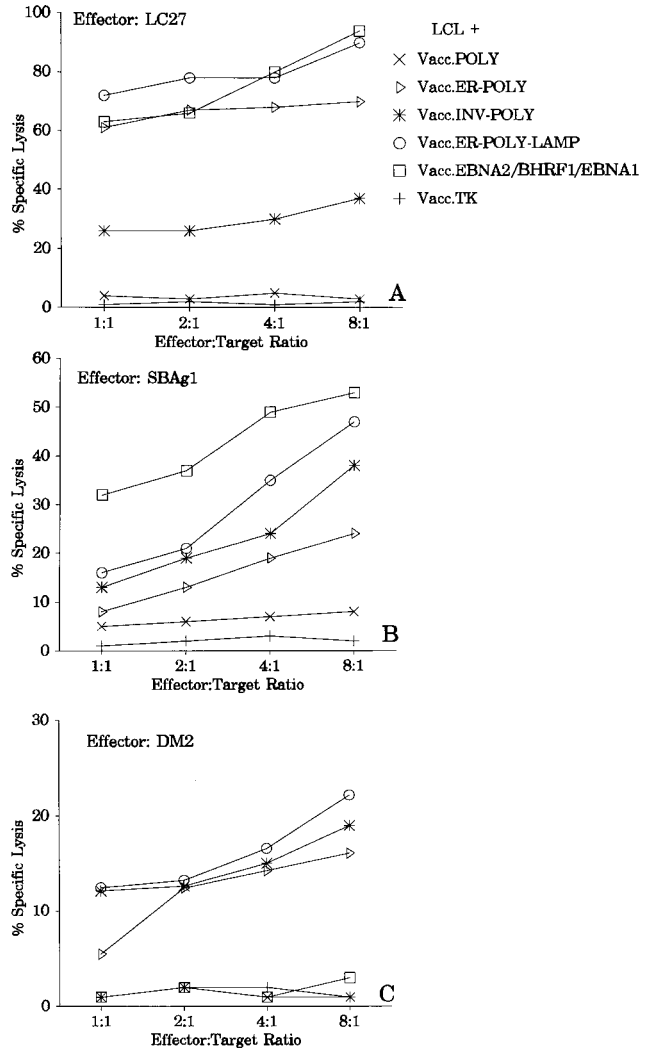 Effector: LC27
100
80
60
40
20
0
% Specific Lysis
1:1 2:1 4:1 8:1
Effector:Target Ratio
A
LCL +
Vacc.POLY
Vacc.ER-POLY
Vacc.INV-POLY
Vacc.ER-POLY-LAMP
Vacc.EBNA2/BHRF1/EBNA1
Vacc.TK
Effector: SBAg1
60
50
40
30
20
10
0
% Specific Lysis
1:1 2:1 4:1 8:1
Effector:Target Ratio
B
Effector: DM2
30
20
10
0
% Specific Lysis
1:1 2:1 4:1 8:1
Effector:Target Ratio
C